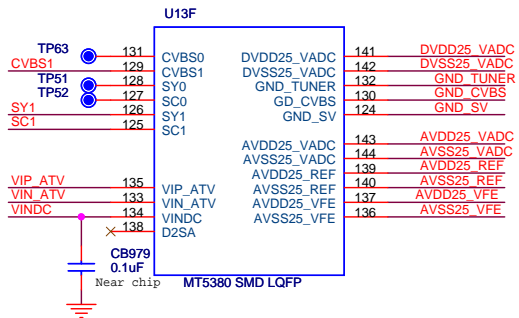 U13F
TP63
131 CVBS0 DVDD25_VADC 141 DVDD25_VADC
CVBS1 129 CVBS1 DVSS25_VADC 142 DVSS25_VADC
TP51 128 SY0 GND_TUNER 132 GND_TUNER
TP52 127 SC0 GD_CVBS 130 GND_CVBS
SY1 126 SY1 GND_SV 124 GND_SV
SC1 125 SC1
AVDD25_VADC 143 AVDD25_VADC
AVSS25_VADC 144 AVSS25_VADC
AVDD25_REF 139 AVDD25_REF
VIP_ATV 135 VIP_ATV AVSS25_REF 140 AVSS25_REF
VIN_ATV 133 VIN_ATV AVDD25_VFE 137 AVDD25_VFE
VINDC 134 VINDC AVSS25_VFE 136 AVSS25_VFE
138 D2SA
CB979
0.1uF
Near chip
MT5380 SMD LQFP